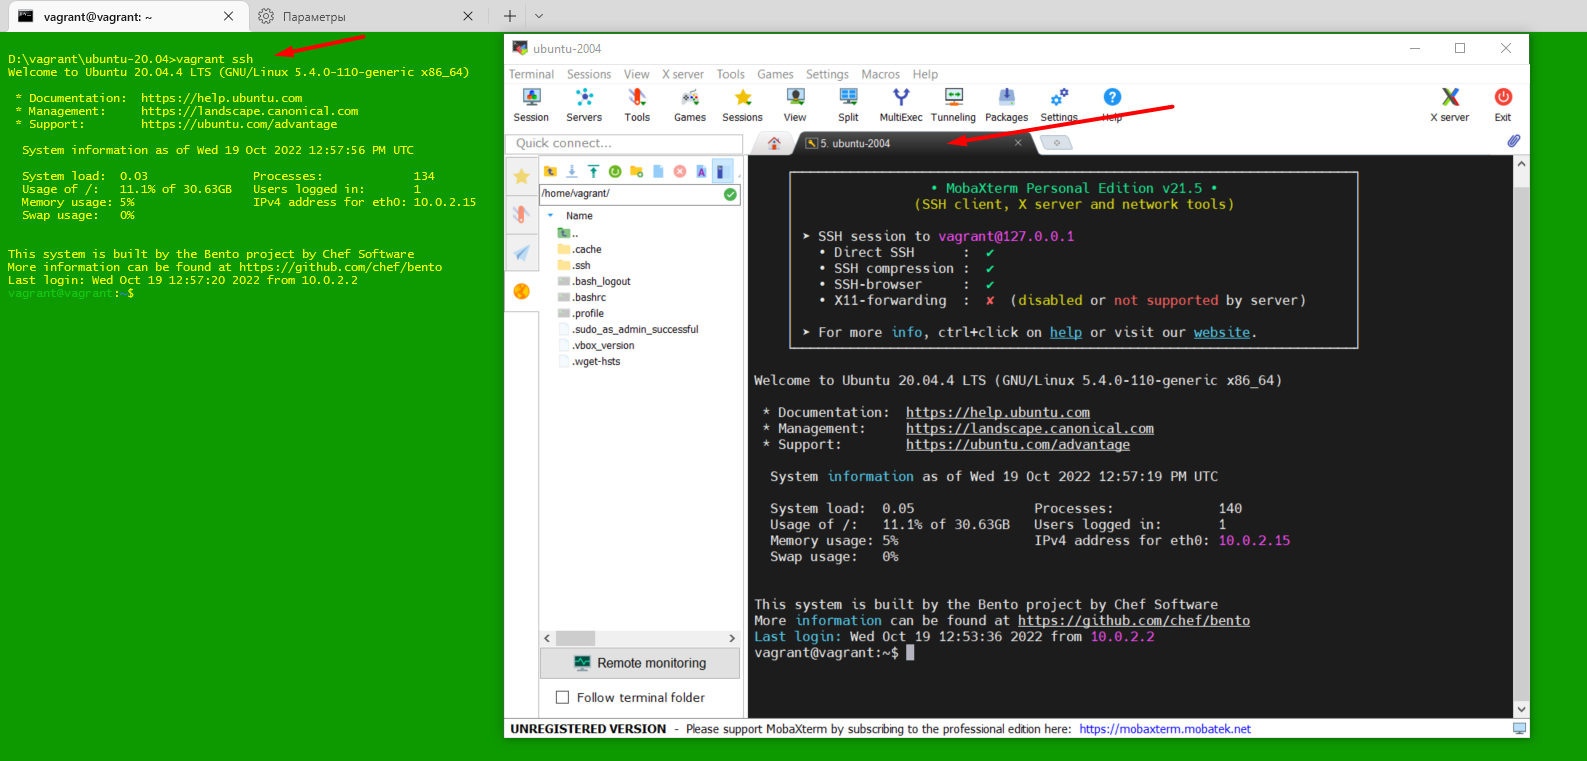 vagrant@vagrant: ~
Параметры
D:\vagrant\ubuntu-20.04>vagrant ssh
Welcome to Ubuntu 20.04.4 LTS (GNU/Linux 5.4.0-110-generic x86_64)
* Documentation:  https://help.ubuntu.com
* Management:     https://landscape.canonical.com
* Support:        https://ubuntu.com/advantage
System information as of Wed 19 Oct 2022 12:57:56 PM UTC
System load:  0.03               Processes:             134
Usage of /:   11.1% of 30.63GB   Users logged in:       1
Memory usage: 5%                 IPv4 address for eth0: 10.0.2.15
Swap usage:   0%
This system is built by the Bento project by Chef Software
More information can be found at https://github.com/chef/bento
Last login: Wed Oct 19 12:57:20 2022 from 10.0.2.2
vagrant@vagrant:~$
ubuntu-2004
Terminal Sessions View X server Tools Games Settings Macros Help
Session Servers Tools Games Sessions View Split MultiExec Tunneling Packages Settings Help X server Exit
Quick connect...
5. ubuntu-2004
/home/vagrant/
Name
..
.cache
.ssh
.bash_logout
.bashrc
.profile
.sudo_as_admin_successful
.vbox_version
.wget-hsts
Remote monitoring
Follow terminal folder
• MobaXterm Personal Edition v21.5 •
(SSH client, X server and network tools)
➤ SSH session to vagrant@127.0.0.1
• Direct SSH      :  ✔
• SSH compression :  ✔
• SSH-browser     :  ✔
• X11-forwarding  :  ✘  (disabled or not supported by server)
➤ For more info, ctrl+click on help or visit our website.
Welcome to Ubuntu 20.04.4 LTS (GNU/Linux 5.4.0-110-generic x86_64)
* Documentation:  https://help.ubuntu.com
* Management:     https://landscape.canonical.com
* Support:        https://ubuntu.com/advantage
System information as of Wed 19 Oct 2022 12:57:19 PM UTC
System load:  0.05               Processes:             140
Usage of /:   11.1% of 30.63GB   Users logged in:       1
Memory usage: 5%                 IPv4 address for eth0: 10.0.2.15
Swap usage:   0%
This system is built by the Bento project by Chef Software
More information can be found at https://github.com/chef/bento
Last login: Wed Oct 19 12:53:36 2022 from 10.0.2.2
vagrant@vagrant:~$
UNREGISTERED VERSION - Please support MobaXterm by subscribing to the professional edition here: https://mobaxterm.mobatek.net